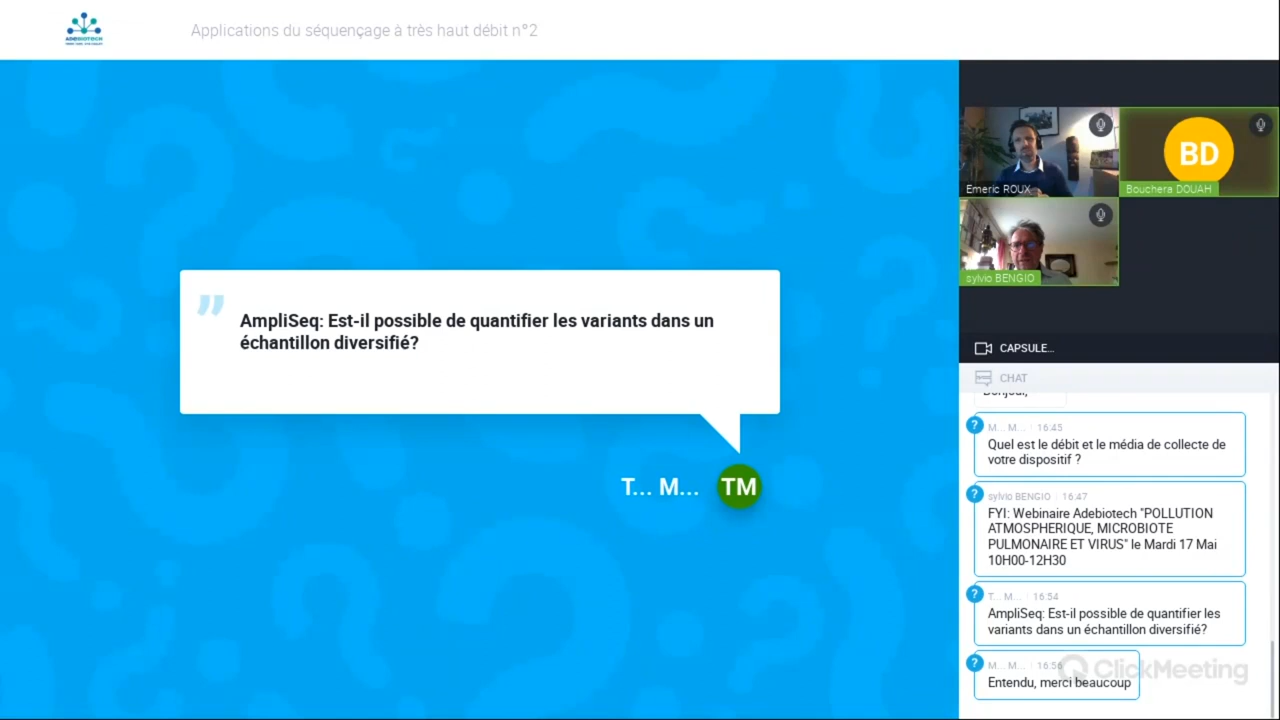 ADEBIOTECH
Applications du séquençage à très haut débit n°2
AmpliSeq: Est-il possible de quantifier les variants dans un
échantillon diversifié?
T... M...
TM
Emeric ROUX
BD
Bouchera DOUAH
sylvio BENGIO
CAPSULE...
CHAT
Bonjour,
M... M... 16:45
Quel est le débit et le média de collecte de
votre dispositif ?
sylvio BENGIO 16:47
FYI: Webinaire Adebiotech "POLLUTION
ATMOSPHERIQUE, MICROBIOTE
PULMONAIRE ET VIRUS" le Mardi 17 Mai
10H00-12H30
T... M... 16:54
AmpliSeq: Est-il possible de quantifier les
variants dans un échantillon diversifié?
M... M... 16:56
Entendu, merci beaucoup
ClickMeeting